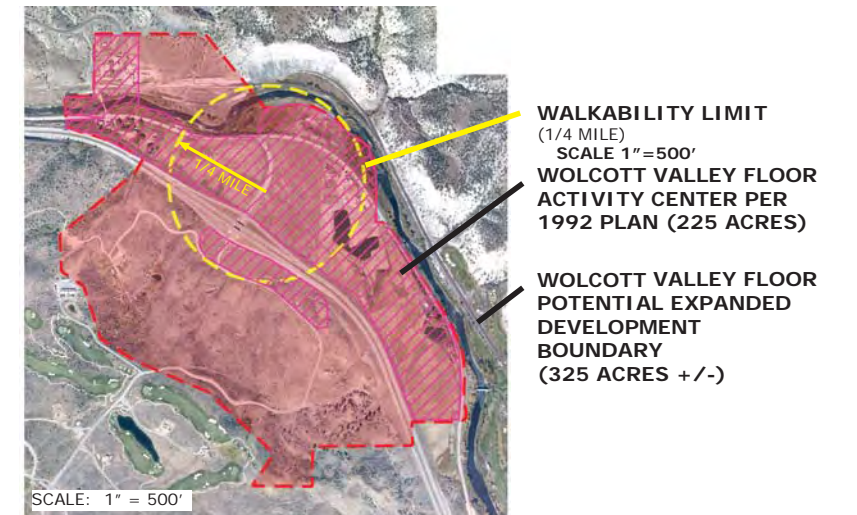 WALKABILITY LIMIT
(1/4 MILE)
SCALE 1"=500'
WOLCOTT VALLEY FLOOR
ACTIVITY CENTER PER
1992 PLAN (225 ACRES)
WOLCOTT VALLEY FLOOR
POTENTIAL EXPANDED
DEVELOPMENT
BOUNDARY
(325 ACRES +/-)
1/4 MILE
SCALE: 1" = 500'